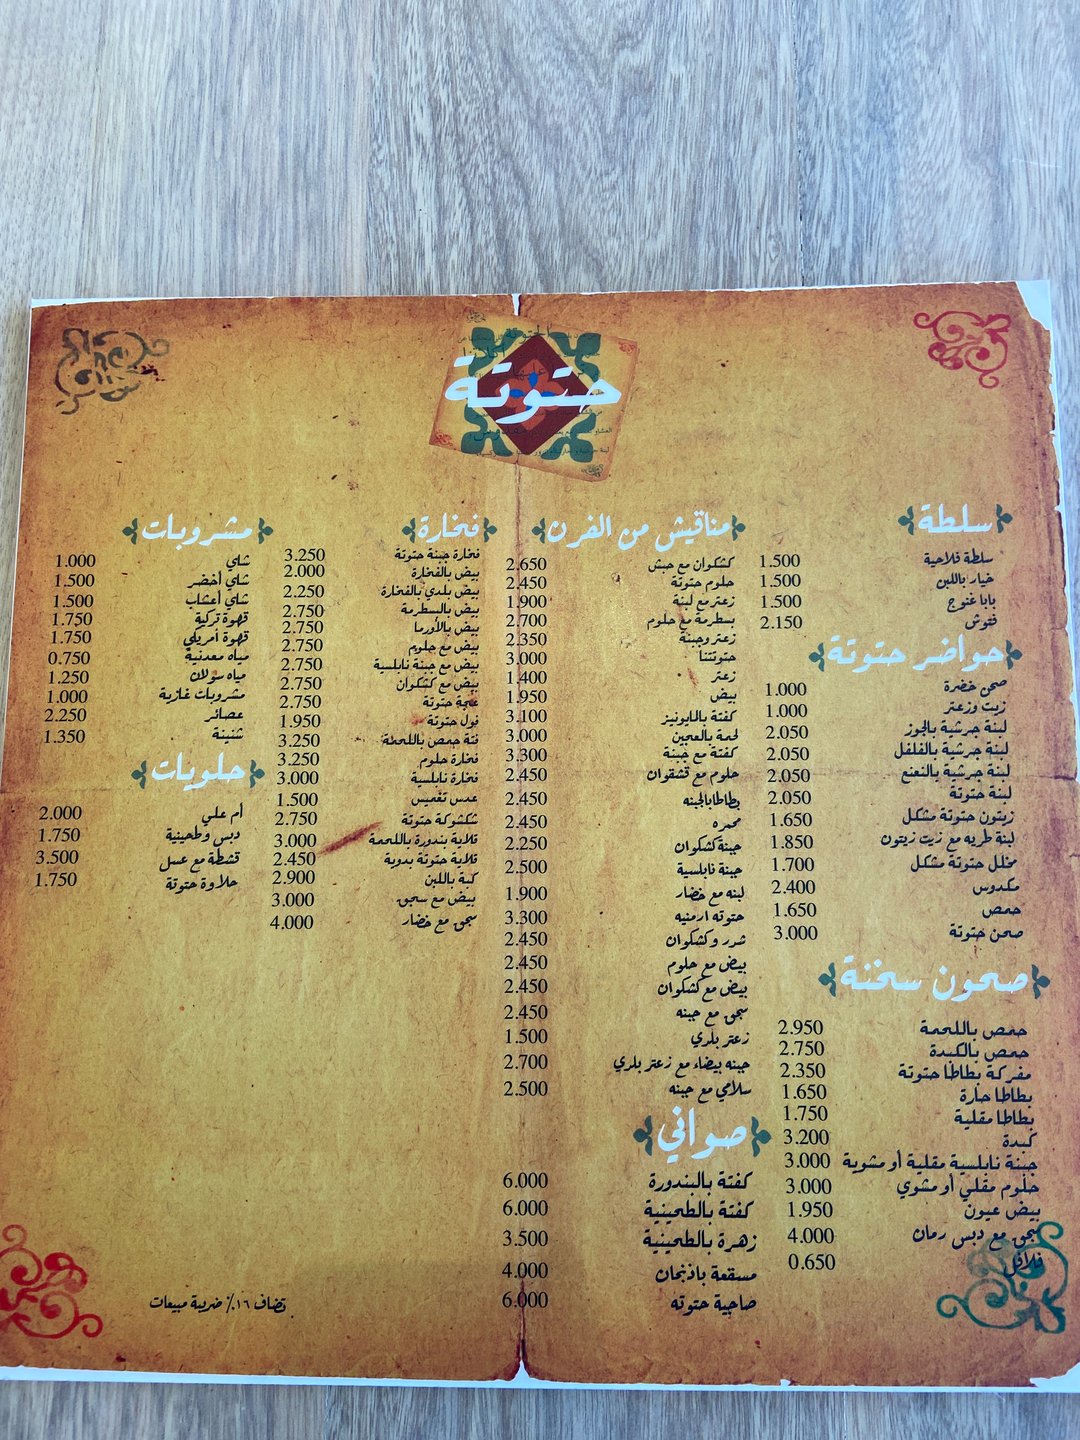 حتوتة
سلطة
سلطة فلاحية 1.500
خيار باللبن 1.500
بابا غنوج 1.500
فتوش 2.150
حواضر حتوتة
صحن خضرة 1.000
زيت وزعتر 1.000
لبنة جرشية بالجوز 2.050
لبنة جرشية بالفلفل 2.050
لبنة جرشية بالنعنع 2.050
لبنة حتوتة 2.050
زيتون حتوتة مشكل 1.650
لبنة طريه مع زيت زيتون 1.850
مخلل حتوتة مشكل 1.700
مكدوس 2.400
حمص 1.650
صحن حتوتة 3.000
صحون سخنة
حمص باللحمة 2.950
حمص بالكبدة 2.750
مفركة بطاطا حتوتة 2.350
بطاطا حارة 1.650
بطاطا مقلية 1.750
كبدة 3.200
جبنة نابلسية مقلية أو مشوية 3.000
حلوم مقلي أو مشوي 3.000
بيض عيون 1.950
سجق مع دبس رمان 4.000
فلافل 0.650
مناقيش من الفرن
كشكوان مع حبش 2.650
حلوم حتوتة 2.450
زعتر مع لبنة 1.900
بسطرمة مع حلوم 2.700
زعتر وجبنة 2.350
حتوتتنا 3.000
زعتر 1.400
بيض 1.950
كفتة بالمايونيز 3.100
لحمة بالعجين 3.000
كفتة مع جبنة 3.300
حلوم مع قشقوان 2.450
بطاطا بالجبنه 2.450
محمره 2.450
جبنة كشكوان 2.250
جبنة نابلسية 2.500
لبنه مع خضار 1.900
حتوته ارمنيه 3.300
شرر وكشكوان 2.450
بيض مع حلوم 2.450
بيض مع كشكوان 2.450
سجق مع جبنه 2.450
زعتر بلدي 1.500
جبنه بيضاء مع زعتر بلدي 2.700
سلامي مع جبنه 2.500
صواني
كفتة بالبندورة 6.000
كفتة بالطحينية 6.000
زهرة بالطحينية 3.500
مسقعة باذنجان 4.000
صاجية حتوته 6.000
فخارة
فخارة جبنة حتوتة 3.250
بيض بالفخارة 2.000
بيض بلدي بالفخارة 2.250
بيض بالبسطرمة 2.750
بيض بالأورما 2.750
بيض مع حلوم 2.750
بيض مع جبنة نابلسية 2.750
بيض مع كشكوان 2.750
عجة حتوتة 2.750
فول حتوتة 1.950
فتة حمص باللحمة 3.250
فخارة حلوم 3.250
فخارة نابلسية 3.000
عدس تغميس 1.500
شكشوكة حتوتة 2.750
قلاية بندورة باللحمة 3.000
قلاية حتوتة بدوية 2.450
كبة باللبن 2.900
بيض مع سجق 3.000
سجق مع خضار 4.000
مشروبات
شاي 1.000
شاي أخضر 1.500
شاي أعشاب 1.500
قهوة تركية 1.750
قهوة أمريكي 1.750
مياه معدنية 0.750
مياه سولان 1.250
مشروبات غازية 1.000
عصائر 2.250
شنينة 1.350
حلويات
أم علي 2.000
دبس وطحينية 1.750
قشطة مع عسل 3.500
حلاوة حتوتة 1.750
تضاف ١٦٪ ضريبة مبيعات